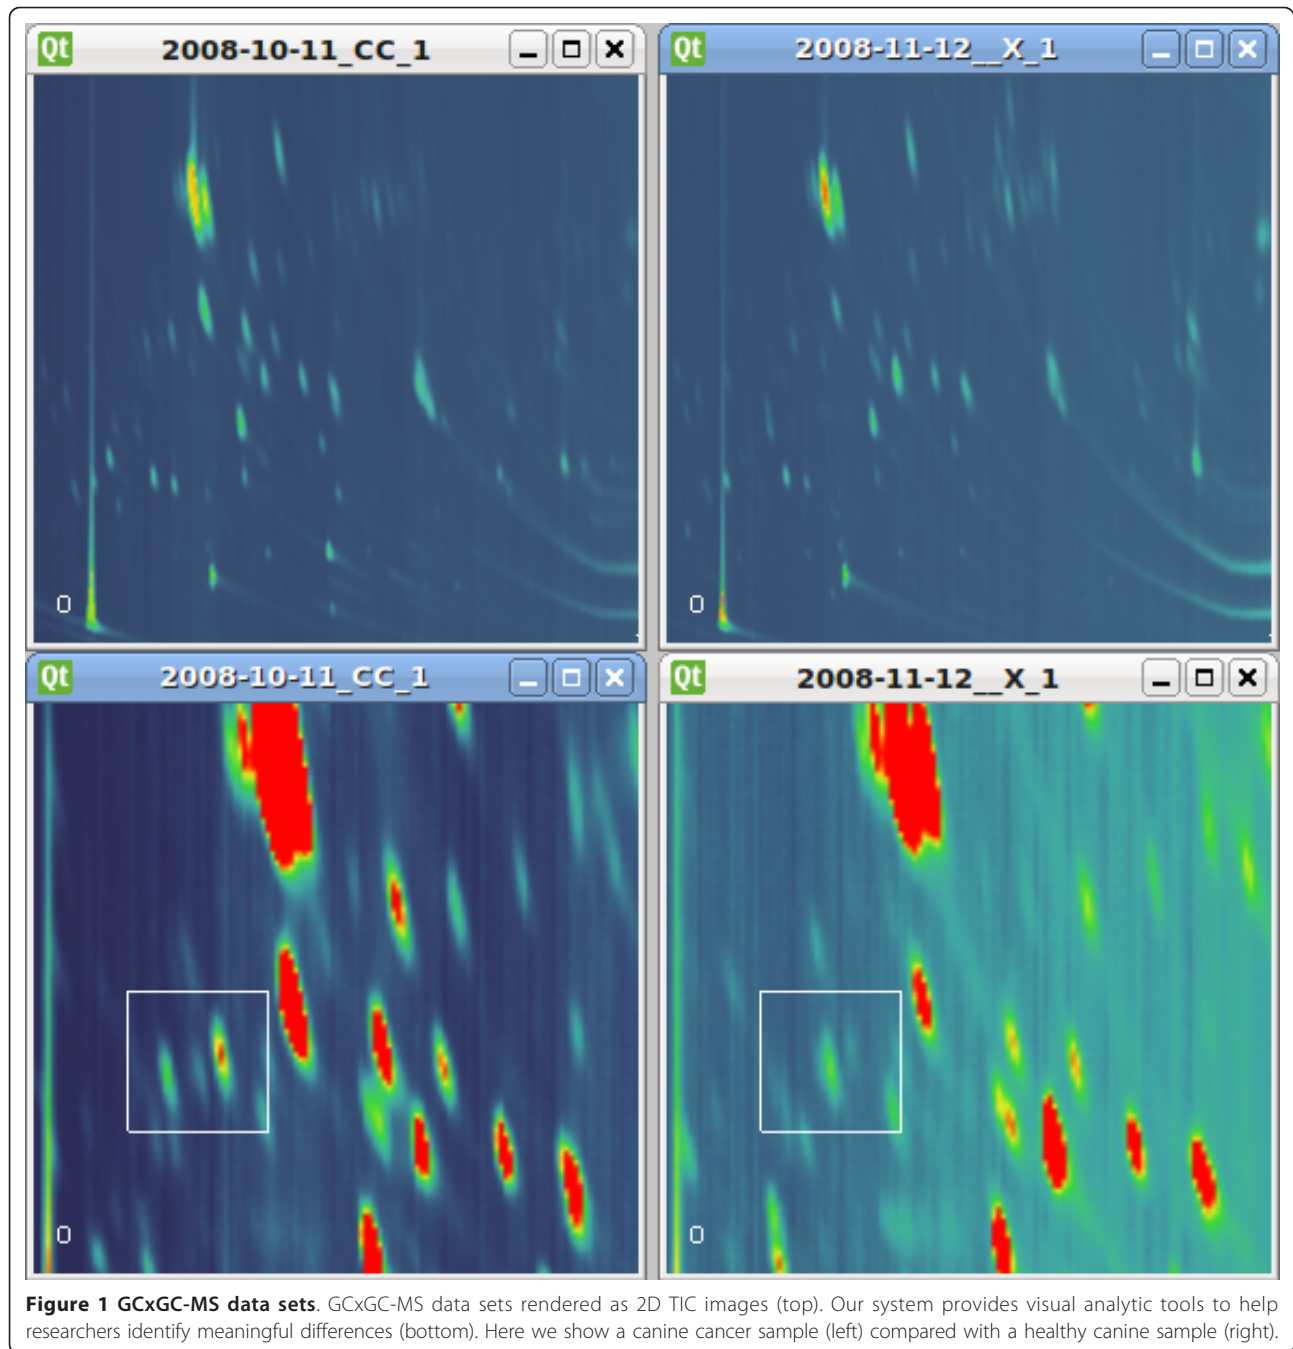 Qt 2008-10-11_CC_1
Qt 2008-11-12__X_1
0
0
Qt 2008-10-11_CC_1
Qt 2008-11-12__X_1
0
0
Figure 1 GCxGC-MS data sets. GCxGC-MS data sets rendered as 2D TIC images (top). Our system provides visual analytic tools to help
researchers identify meaningful differences (bottom). Here we show a canine cancer sample (left) compared with a healthy canine sample (right).